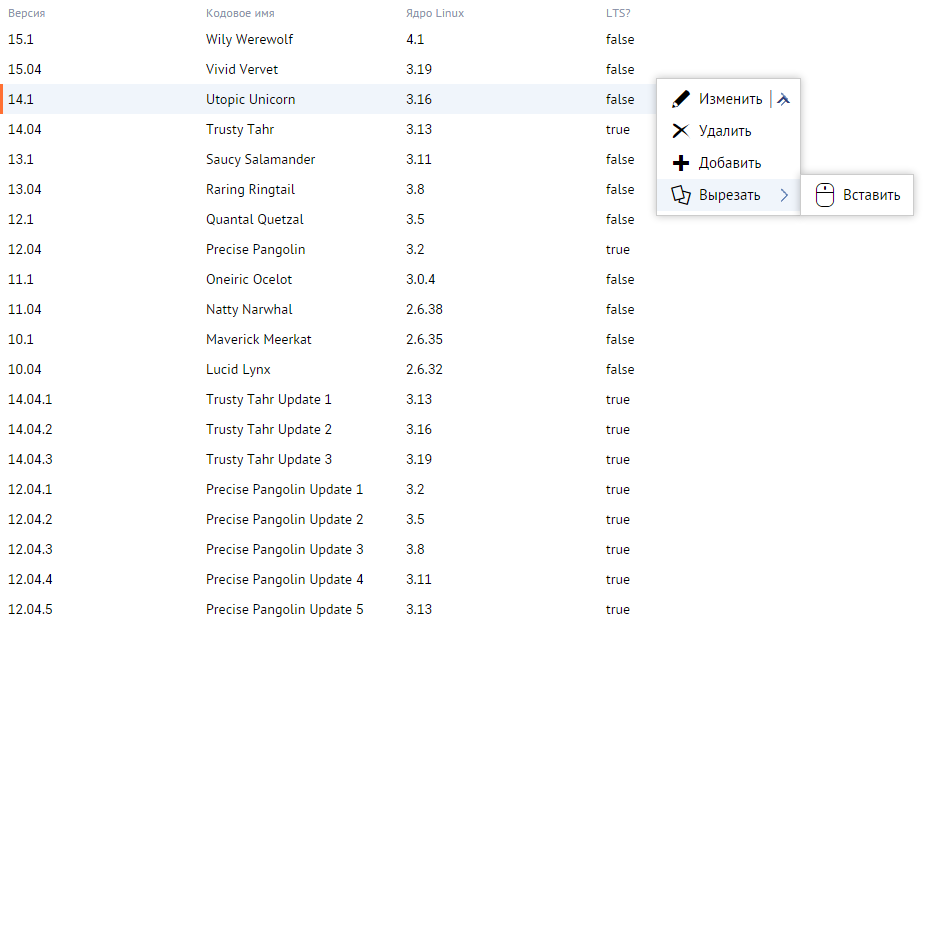 Версия Кодовое имя Ядро Linux LTS?
15.1 Wily Werewolf 4.1 false
15.04 Vivid Vervet 3.19 false
14.1 Utopic Unicorn 3.16 false Изменить
14.04 Trusty Tahr 3.13 true Удалить
13.1 Saucy Salamander 3.11 false Добавить
13.04 Raring Ringtail 3.8 false Вырезать Вставить
12.1 Quantal Quetzal 3.5 false
12.04 Precise Pangolin 3.2 true
11.1 Oneiric Ocelot 3.0.4 false
11.04 Natty Narwhal 2.6.38 false
10.1 Maverick Meerkat 2.6.35 false
10.04 Lucid Lynx 2.6.32 false
14.04.1 Trusty Tahr Update 1 3.13 true
14.04.2 Trusty Tahr Update 2 3.16 true
14.04.3 Trusty Tahr Update 3 3.19 true
12.04.1 Precise Pangolin Update 1 3.2 true
12.04.2 Precise Pangolin Update 2 3.5 true
12.04.3 Precise Pangolin Update 3 3.8 true
12.04.4 Precise Pangolin Update 4 3.11 true
12.04.5 Precise Pangolin Update 5 3.13 true